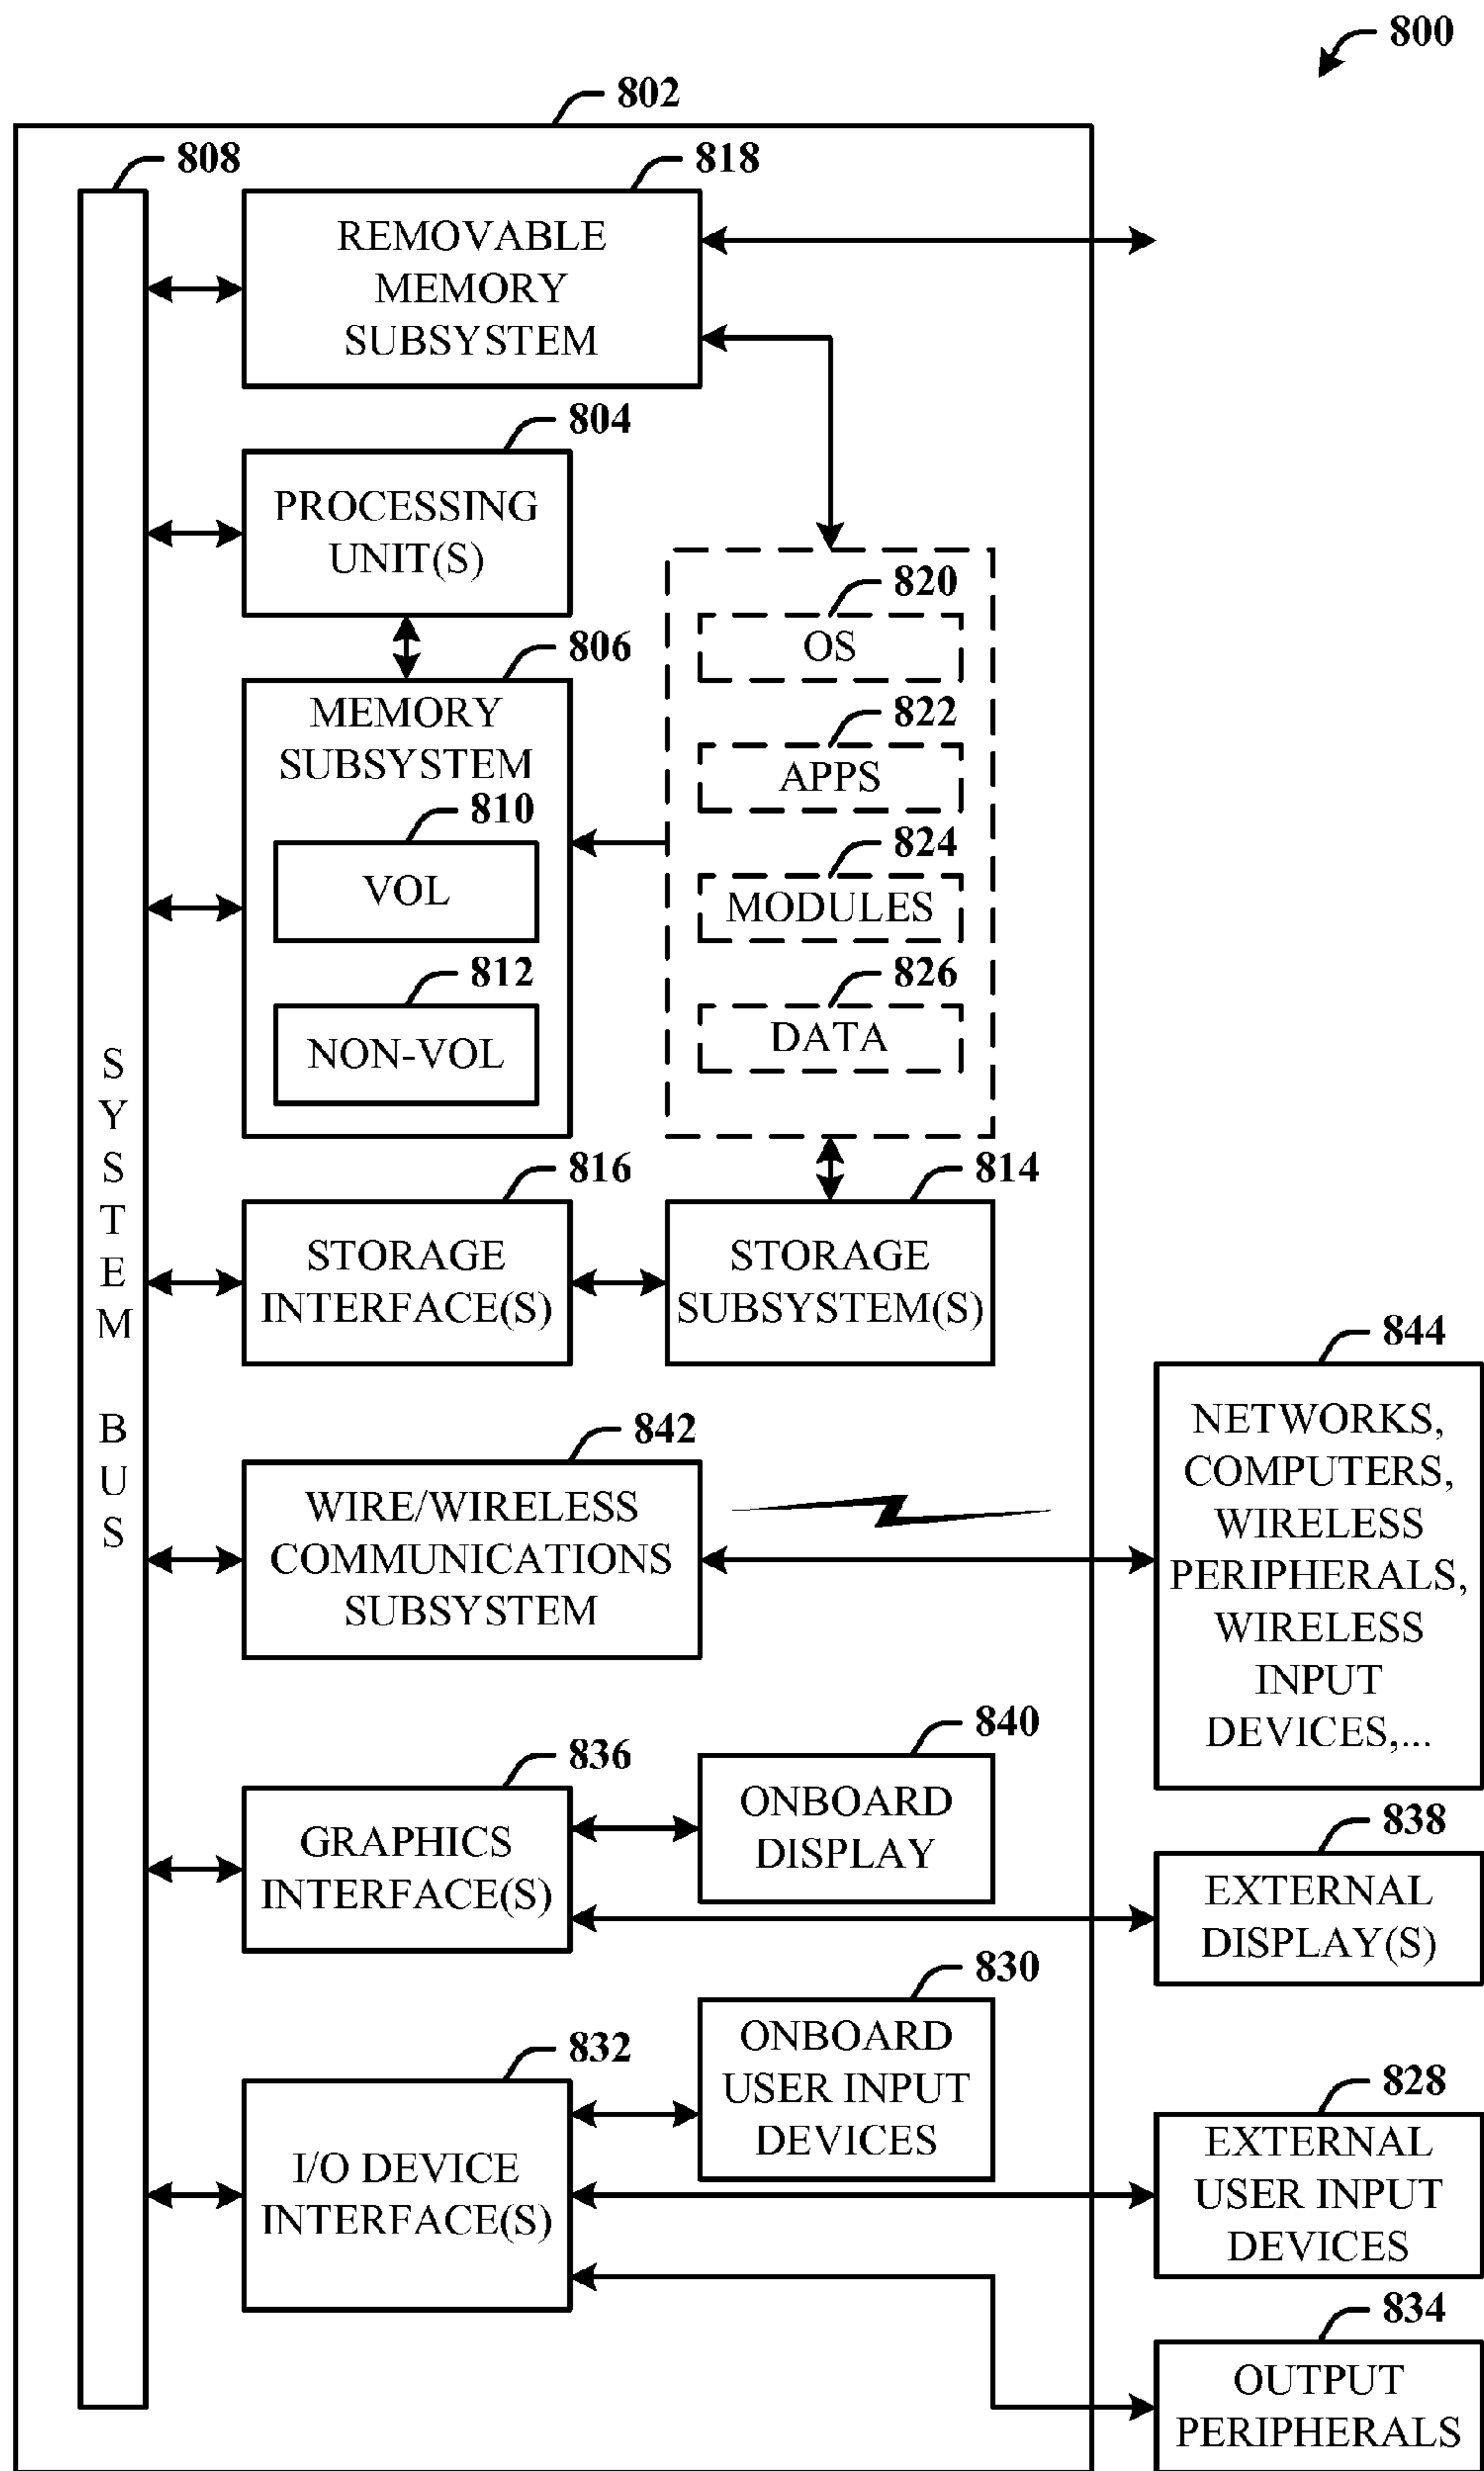 800
802
808
818
REMOVABLE
MEMORY
SUBSYSTEM
804
PROCESSING
UNIT(S)
820
OS
806
MEMORY
SUBSYSTEM
822
APPS
810
VOL
824
MODULES
812
NON-VOL
826
DATA
SYSTEM BUS
816
STORAGE
INTERFACE(S)
814
STORAGE
SUBSYSTEM(S)
844
NETWORKS,
COMPUTERS,
WIRELESS
PERIPHERALS,
WIRELESS
INPUT
DEVICES,...
842
WIRE/WIRELESS
COMMUNICATIONS
SUBSYSTEM
840
ONBOARD
DISPLAY
836
GRAPHICS
INTERFACE(S)
838
EXTERNAL
DISPLAY(S)
830
ONBOARD
USER INPUT
DEVICES
832
I/O DEVICE
INTERFACE(S)
828
EXTERNAL
USER INPUT
DEVICES
834
OUTPUT
PERIPHERALS